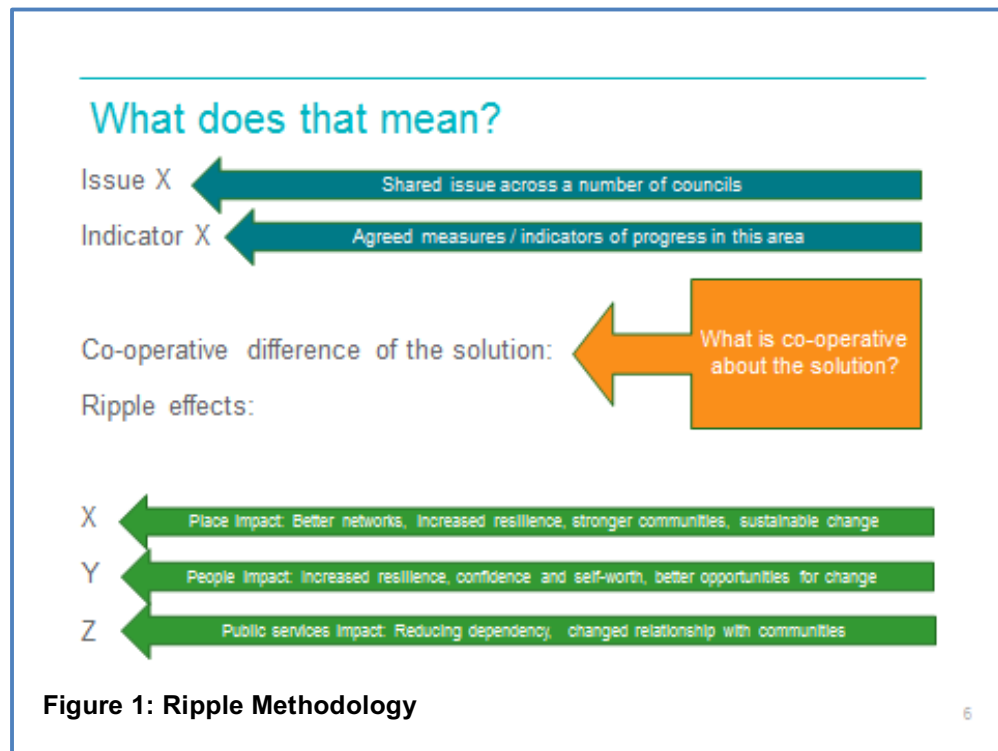 What does that mean?
Issue X
Shared issue across a number of councils
Indicator X
Agreed measures / indicators of progress in this area
Co-operative difference of the solution:
What is co-operative
about the solution?
Ripple effects:
X
Place impact: Better networks, increased resilience, stronger communities, sustainable change
Y
People impact: increased resilience, confidence and self-worth, better opportunities for change
Z
Public services impact: Reducing dependency, changed relationship with communities
Figure 1: Ripple Methodology
6